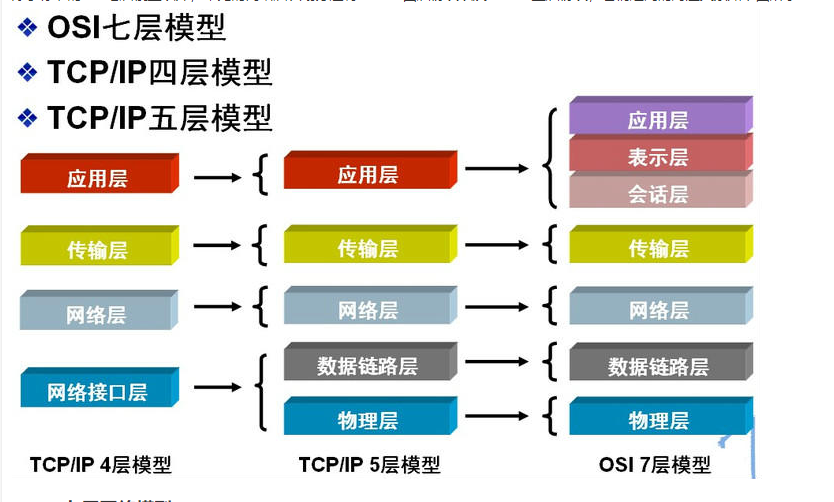 OSI七层模型
TCP/IP四层模型
TCP/IP五层模型
应用层
传输层
网络层
网络接口层
TCP/IP 4层模型
应用层
传输层
网络层
数据链路层
物理层
TCP/IP 5层模型
应用层
表示层
会话层
传输层
网络层
数据链路层
物理层
OSI 7层模型